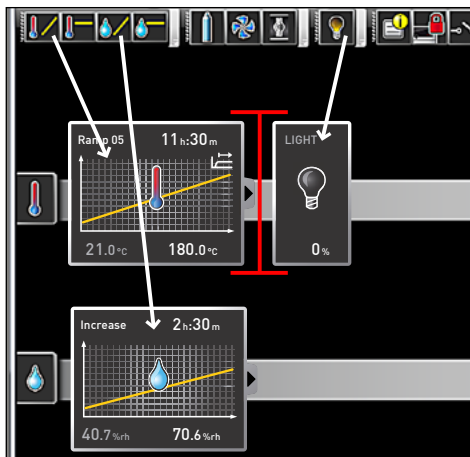 Ramp 05 11h:30m
21.0°C 180.0°C
LIGHT
0%
Increase 2h:30m
40.7%rh 70.6%rh